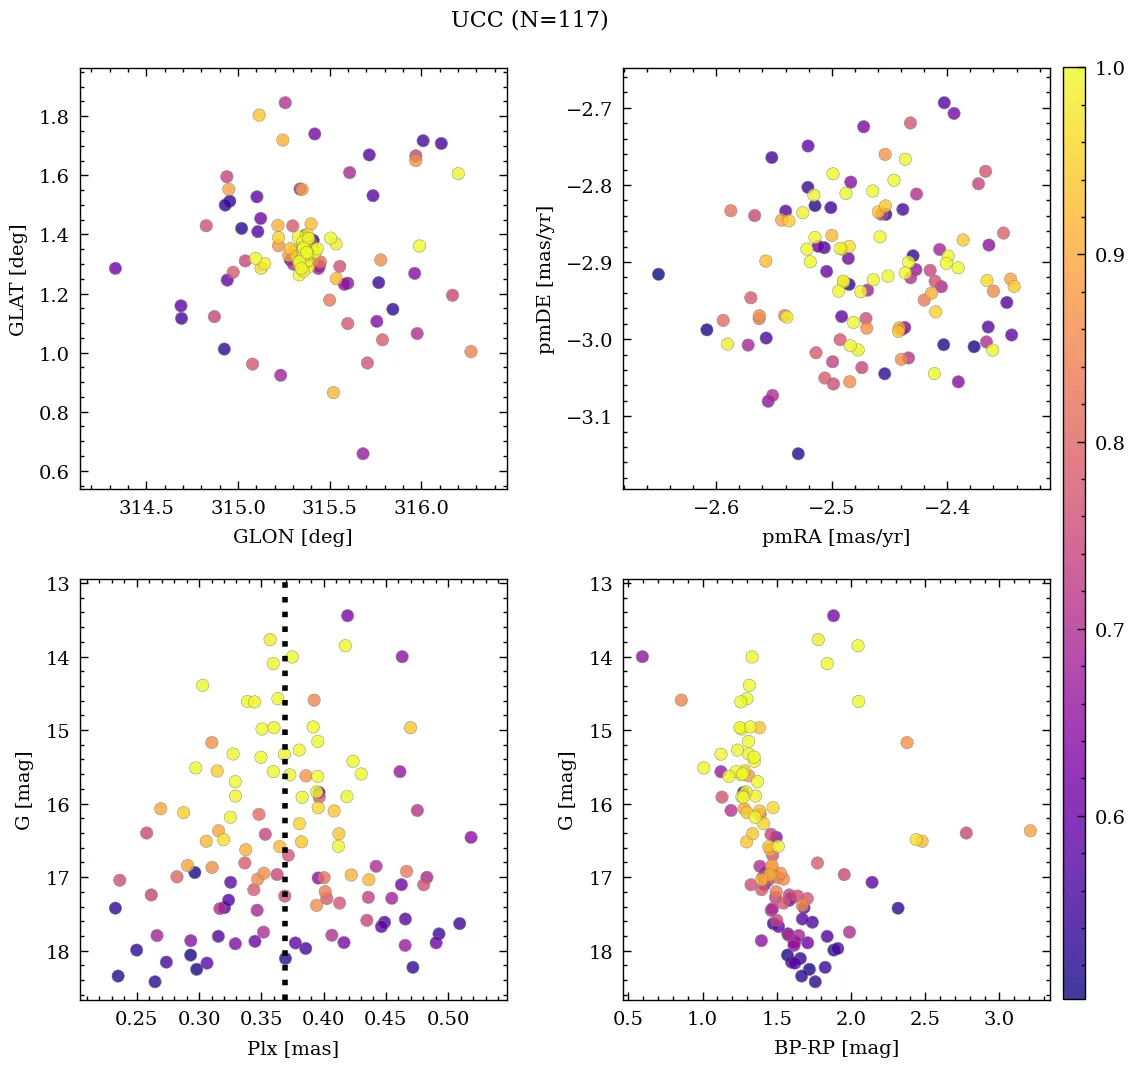 UCC (N=117)
1.8
1.6
1.4
1.2
1.0
0.8
0.6
GLAT [deg]
314.5 315.0 315.5 316.0
GLON [deg]
−2.7
−2.8
−2.9
−3.0
−3.1
pmDE [mas/yr]
−2.6 −2.5 −2.4
pmRA [mas/yr]
1.0
0.9
0.8
0.7
0.6
13
14
15
16
17
18
G [mag]
0.25 0.30 0.35 0.40 0.45 0.50
Plx [mas]
13
14
15
16
17
18
G [mag]
0.5 1.0 1.5 2.0 2.5 3.0
BP-RP [mag]